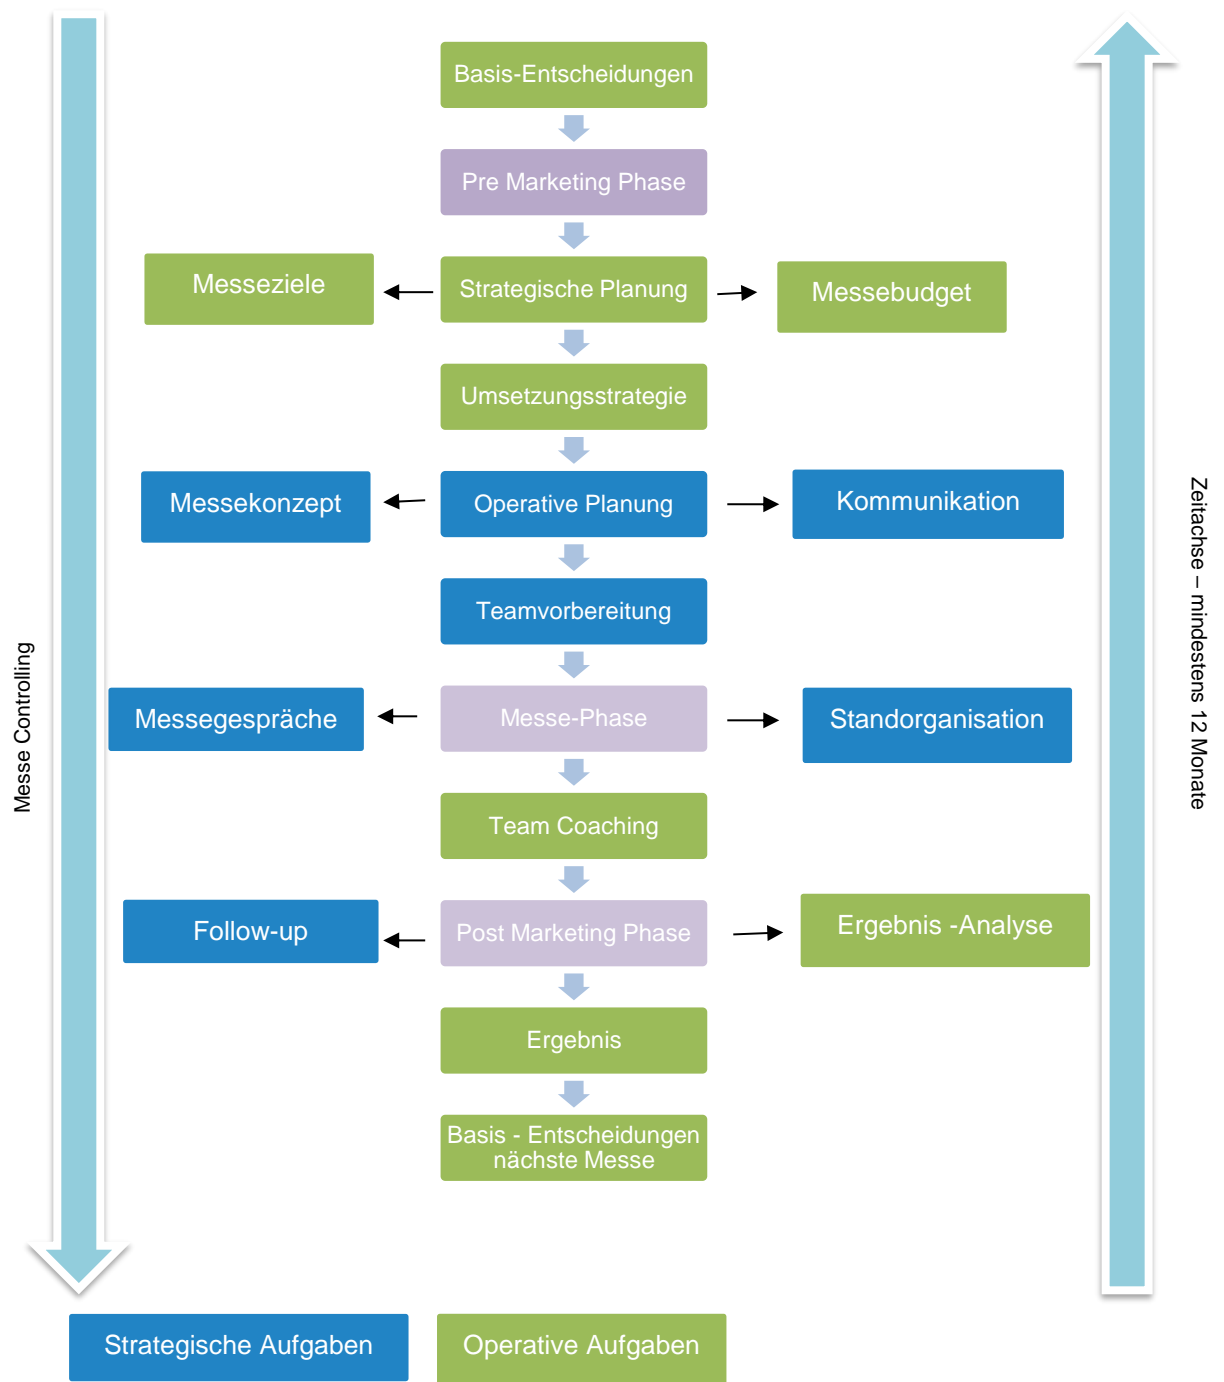 Basis-Entscheidungen
Pre Marketing Phase
Messeziele
Strategische Planung
Messebudget
Umsetzungsstrategie
Messekonzept
Operative Planung
Kommunikation
Teamvorbereitung
Messegespräche
Messe-Phase
Standorganisation
Team Coaching
Follow-up
Post Marketing Phase
Ergebnis -Analyse
Ergebnis
Basis - Entscheidungen
nächste Messe
Messe Controlling
Zeitachse – mindestens 12 Monate
Strategische Aufgaben
Operative Aufgaben